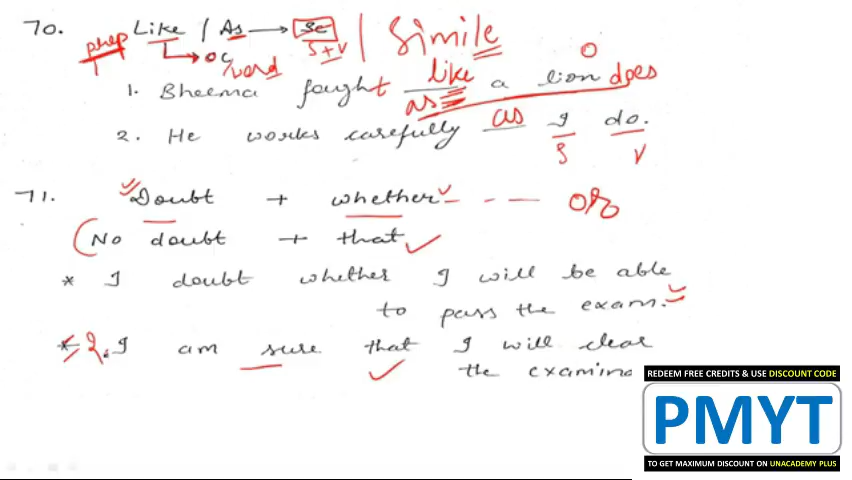 70. Like / As → Se | Simile
prep S+V
→ O word
1. Bheema fought like a lion does
as
2. He works carefully as I do.
S V
71. Doubt + whether - - - or
(No doubt + that
* I doubt whether I will be able
to pass the exam.
* 2. I am sure that I will clear
the examina
REDEEM FREE CREDITS & USE DISCOUNT CODE
PMYT
TO GET MAXIMUM DISCOUNT ON UNACADEMY PLUS